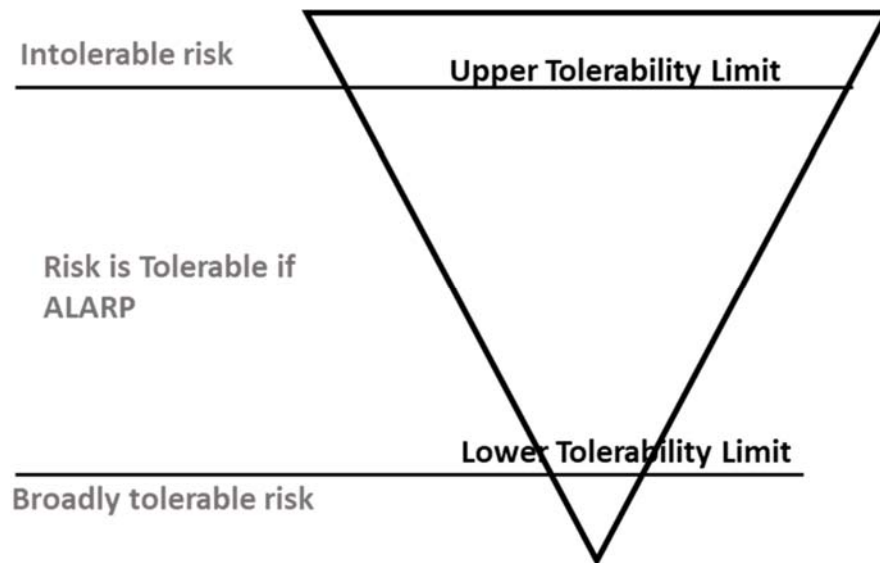 Intolerable risk
Upper Tolerability Limit
Risk is Tolerable if
ALARP
Lower Tolerability Limit
Broadly tolerable risk